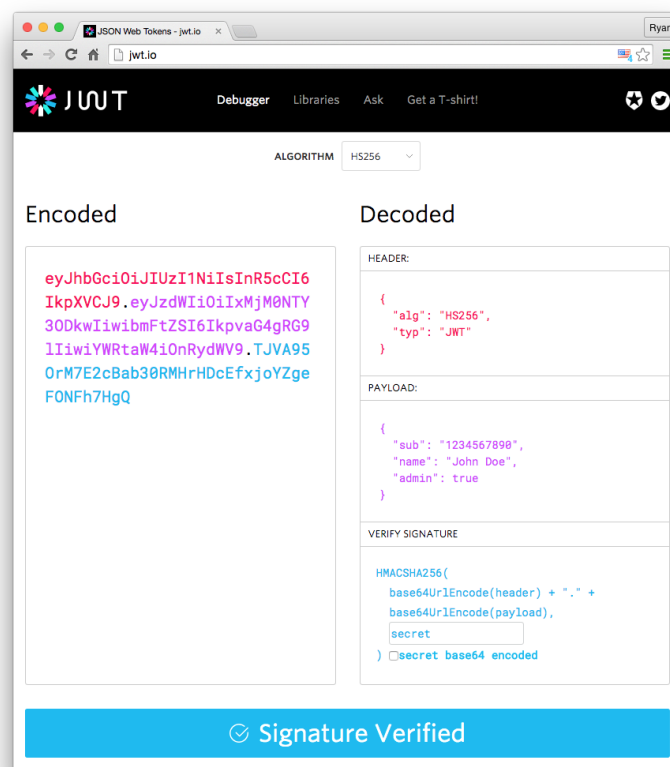 JSON Web Tokens - jwt.io
Ryan
jwt.io
JWT
Debugger
Libraries
Ask
Get a T-shirt!
ALGORITHM
HS256
Encoded
Decoded
eyJhbGciOiJIUzI1NiIsInR5cCI6
IkpXVCJ9.eyJzdWIiOiIxMjM0NTY
3ODkwIiwibmFtZSI6IkpvaG4gRG9
lIiwiYWRtaW4iOnRydWV9.TJVA95
OrM7E2cBab30RMHrHDcEfxjoYZge
FONFh7HgQ
HEADER:
{
"alg": "HS256",
"typ": "JWT"
}
PAYLOAD:
{
"sub": "1234567890",
"name": "John Doe",
"admin": true
}
VERIFY SIGNATURE
HMACSHA256(
base64UrlEncode(header) + "." +
base64UrlEncode(payload),
secret
) secret base64 encoded
Signature Verified